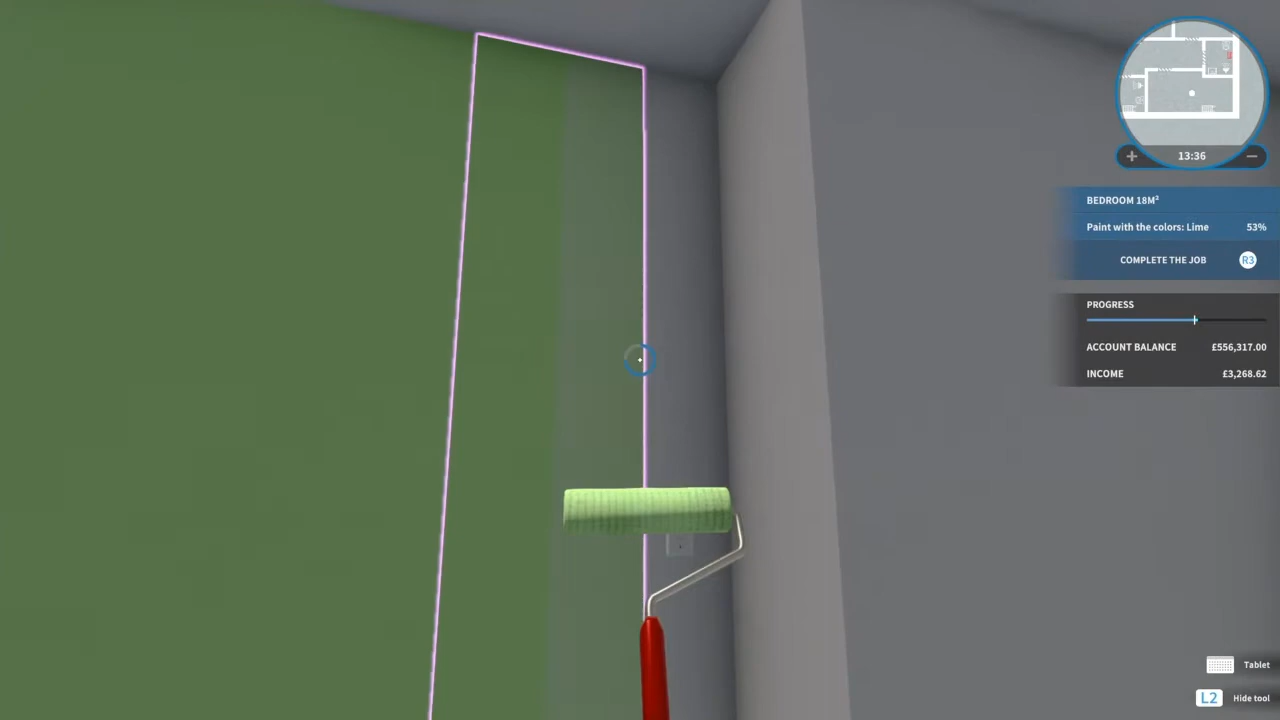 13:36
BEDROOM 18M²
Paint with the colors: Lime 53%
COMPLETE THE JOB R3
PROGRESS
ACCOUNT BALANCE £556,317.00
INCOME £3,268.62
Tablet
L2 Hide tool